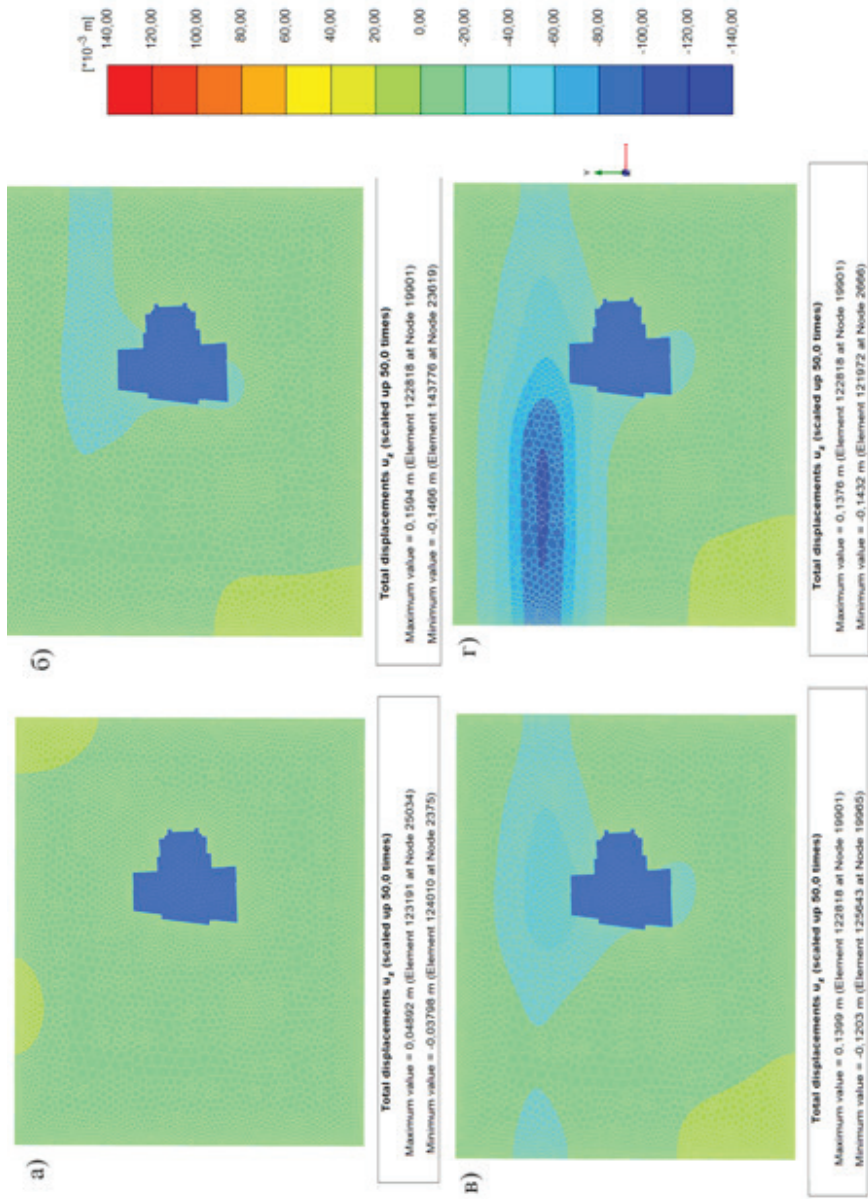 а)
Total displacements uz (scaled up 50,0 times)
Maximum value = 0,04892 m (Element 123191 at Node 25034)
Minimum value = -0,03798 m (Element 124010 at Node 2375)
б)
Total displacements uz (scaled up 50,0 times)
Maximum value = 0,1594 m (Element 122818 at Node 19901)
Minimum value = -0,1466 m (Element 143776 at Node 23619)
[*10-3 m]
140,00
120,00
100,00
80,00
60,00
40,00
20,00
0,00
-20,00
-40,00
-60,00
-80,00
-100,00
-120,00
-140,00
в)
Total displacements uz (scaled up 50,0 times)
Maximum value = 0,1399 m (Element 122818 at Node 19901)
Minimum value = -0,1203 m (Element 125643 at Node 19965)
г)
Y
Total displacements uz (scaled up 50,0 times)
Maximum value = 0,1376 m (Element 122818 at Node 19901)
Minimum value = -0,1432 m (Element 121972 at Node 2666)